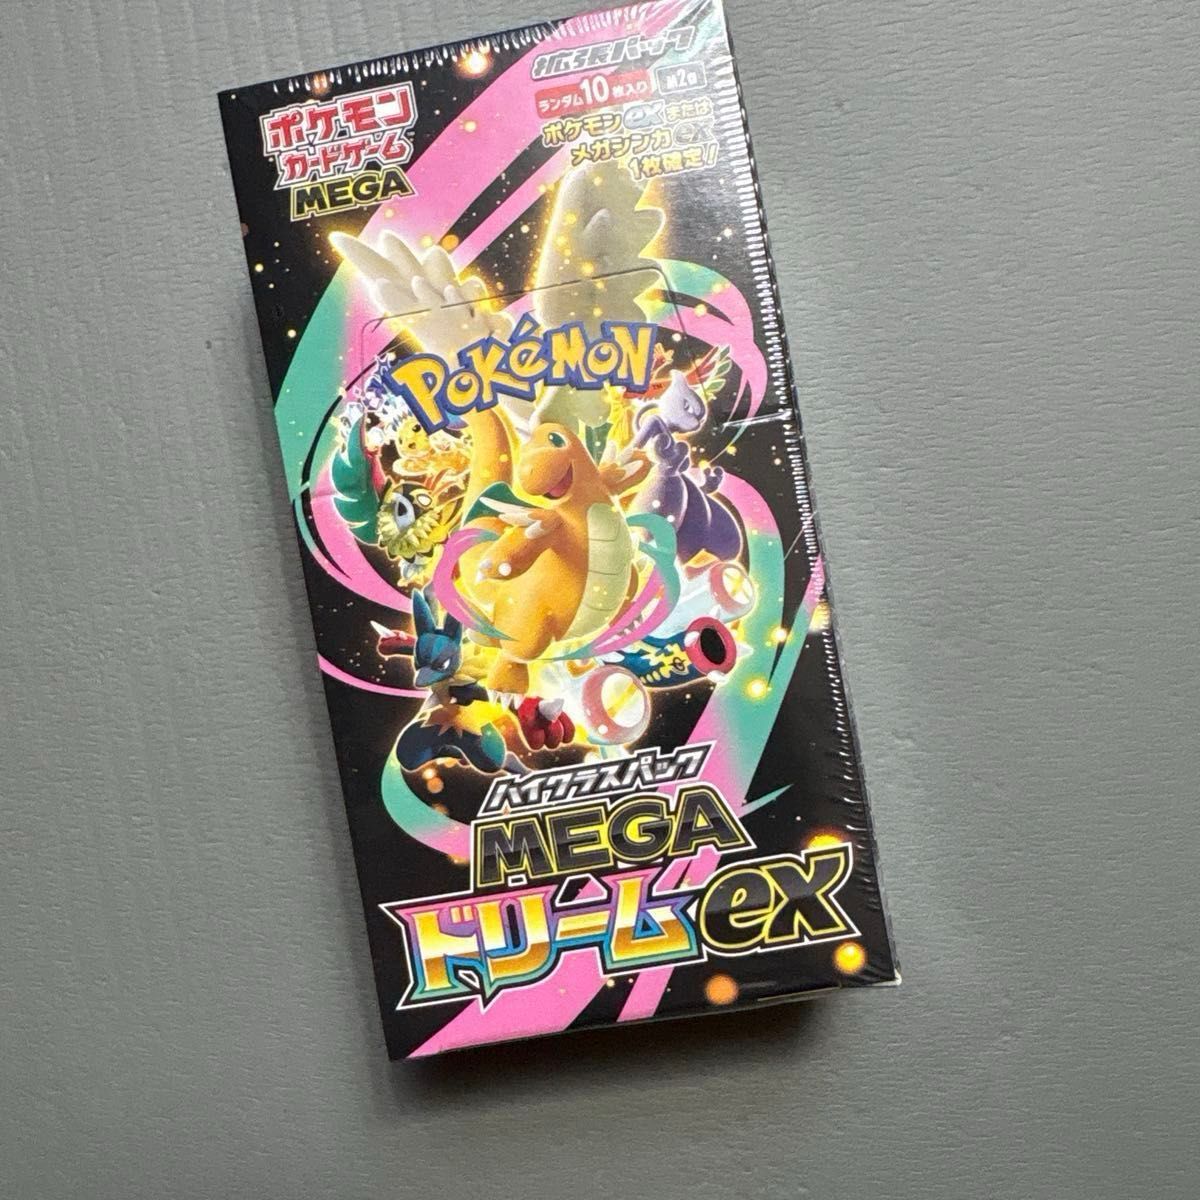 ポケモン
カードゲーム
MEGA
拡張パック
ランダム10枚入り
ポケモンexまたは
メガシンカex
1枚確定!
POKÉMON
ハイクラスパック
MEGA
ドリームex